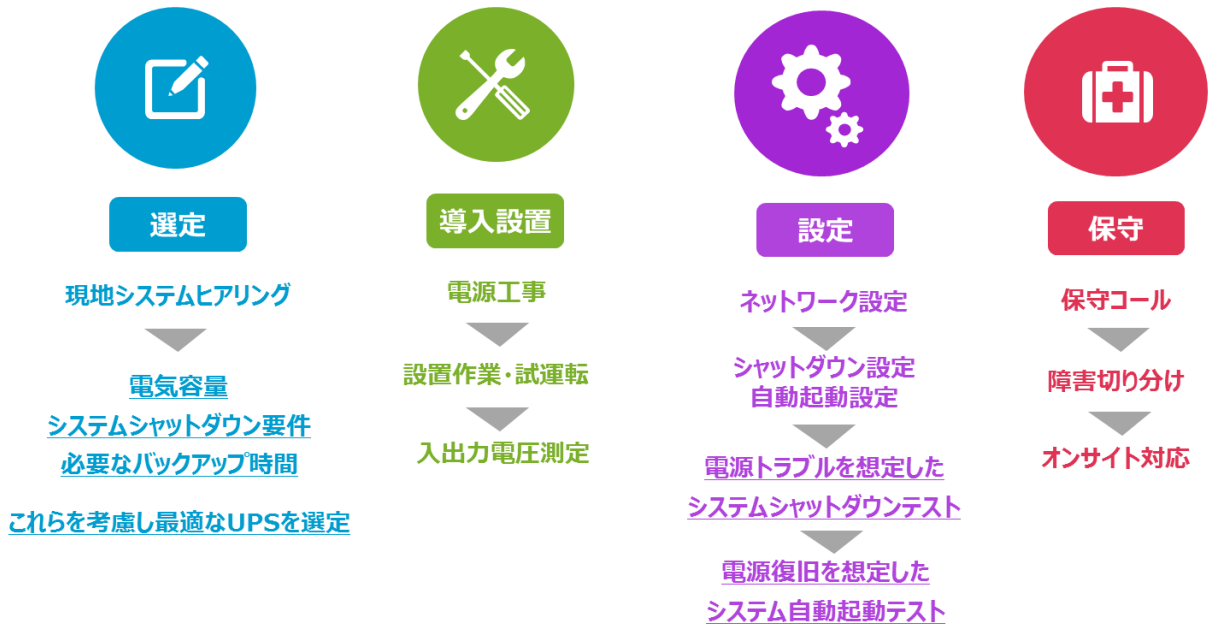 選定
現地システムヒアリング
電気容量
システムシャットダウン要件
必要なバックアップ時間
これらを考慮し最適なUPSを選定
導入設置
電源工事
設置作業・試運転
入出力電圧測定
設定
ネットワーク設定
シャットダウン設定
自動起動設定
電源トラブルを想定した
システムシャットダウンテスト
電源復旧を想定した
システム自動起動テスト
保守
保守コール
障害切り分け
オンサイト対応